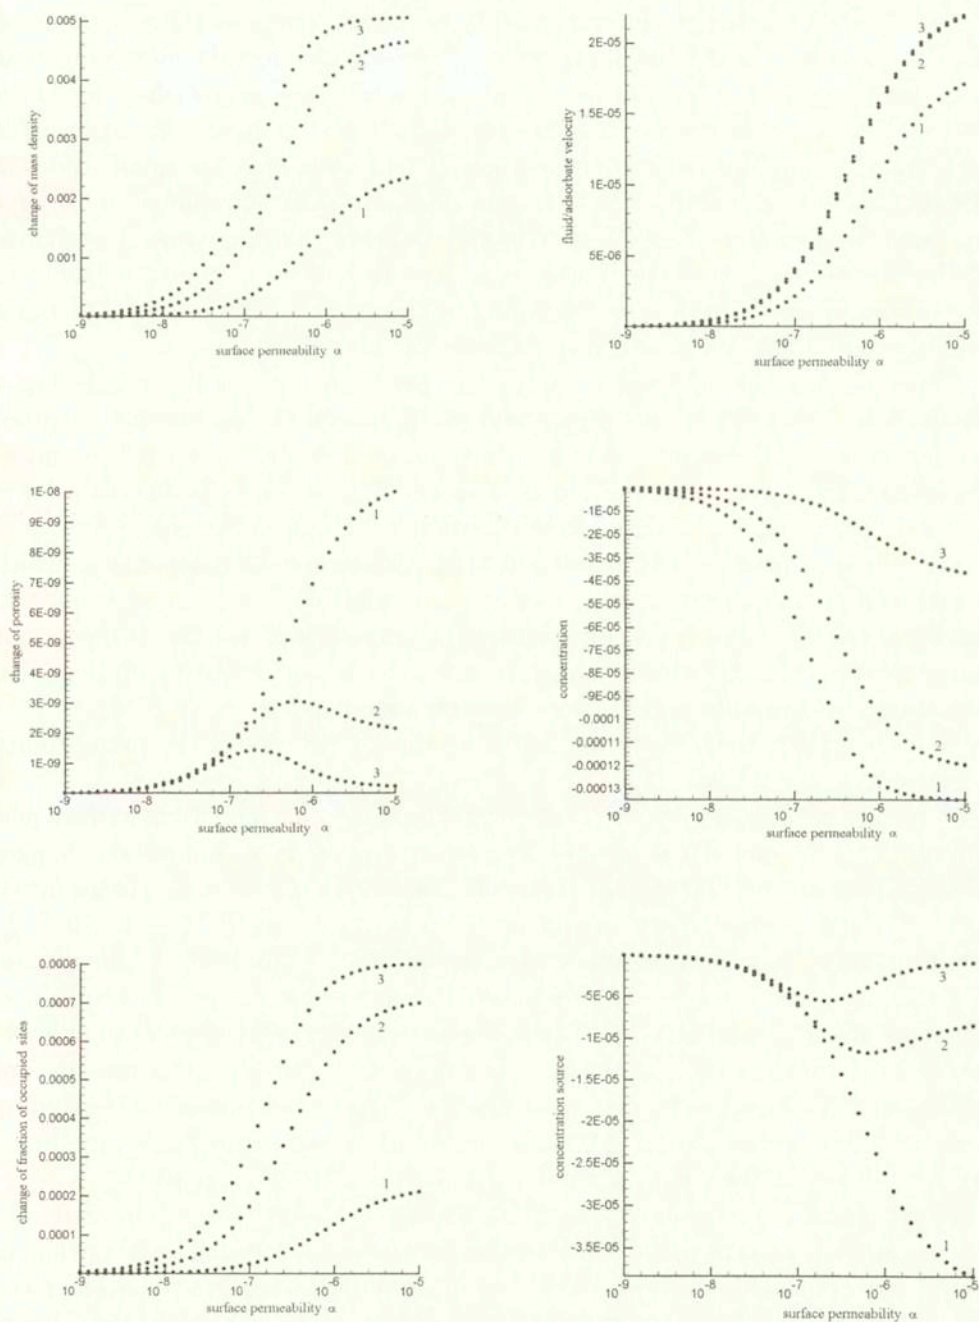 0.005
0.004
0.003
0.002
0.001
change of mass density
3
2
1
10-9
10-8
10-7
10-6
10-5
surface permeability α
2E-05
1.5E-05
1E-05
5E-06
fluid/adsorbate velocity
3
2
1
10-9
10-8
10-7
10-6
10-5
surface permeability α
1E-08
9E-09
8E-09
7E-09
6E-09
5E-09
4E-09
3E-09
2E-09
1E-09
change of porosity
1
2
3
10-9
10-8
10-7
10-6
10-5
surface permeability α
-1E-05
-2E-05
-3E-05
-4E-05
-5E-05
-6E-05
-7E-05
-8E-05
-9E-05
-0.0001
-0.00011
-0.00012
-0.00013
concentration
3
2
1
10-9
10-8
10-7
10-6
10-5
surface permeability α
0.0008
0.0007
0.0006
0.0005
0.0004
0.0003
0.0002
0.0001
change of fraction of occupied sites
3
2
1
10-9
10-8
10-7
10-6
10-5
surface permeability α
-5E-06
-1E-05
-1.5E-05
-2E-05
-2.5E-05
-3E-05
-3.5E-05
concentration source
3
2
1
10-9
10-8
10-7
10-6
10-5
surface permeability α